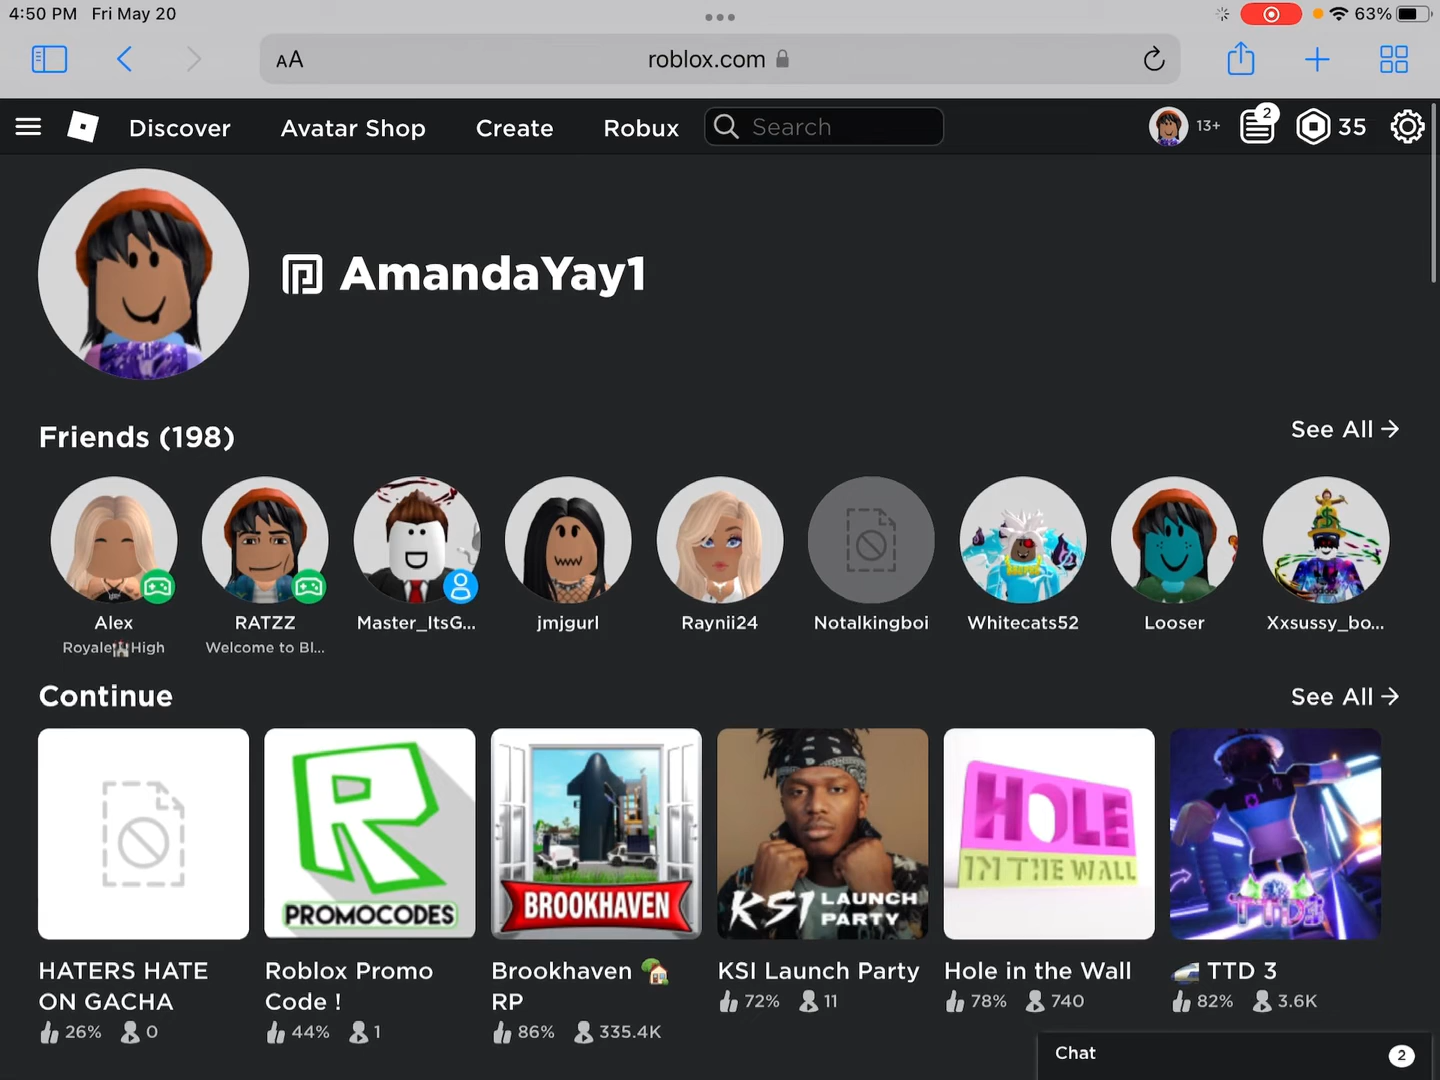 4:50 PM Fri May 20
63%
AA
roblox.com
Discover
Avatar Shop
Create
Robux
Search
13+
2
35
AmandaYay1
Friends (198)
See All →
Alex
Royale🏰High
RATZZ
Welcome to Bl...
Master_ItsG...
jmjgurl
Raynii24
Notalkingboi
Whitecats52
Looser
Xxsussy_bo...
Continue
See All →
R
PROMOCODES
BROOKHAVEN
KSI LAUNCH
PARTY
HOLE
IN THE WALL
TTD3
HATERS HATE
ON GACHA
26% 0
Roblox Promo
Code !
44% 1
Brookhaven 🏡
RP
86% 335.4K
KSI Launch Party
72% 11
Hole in the Wall
78% 740
🚅 TTD 3
82% 3.6K
Chat
2